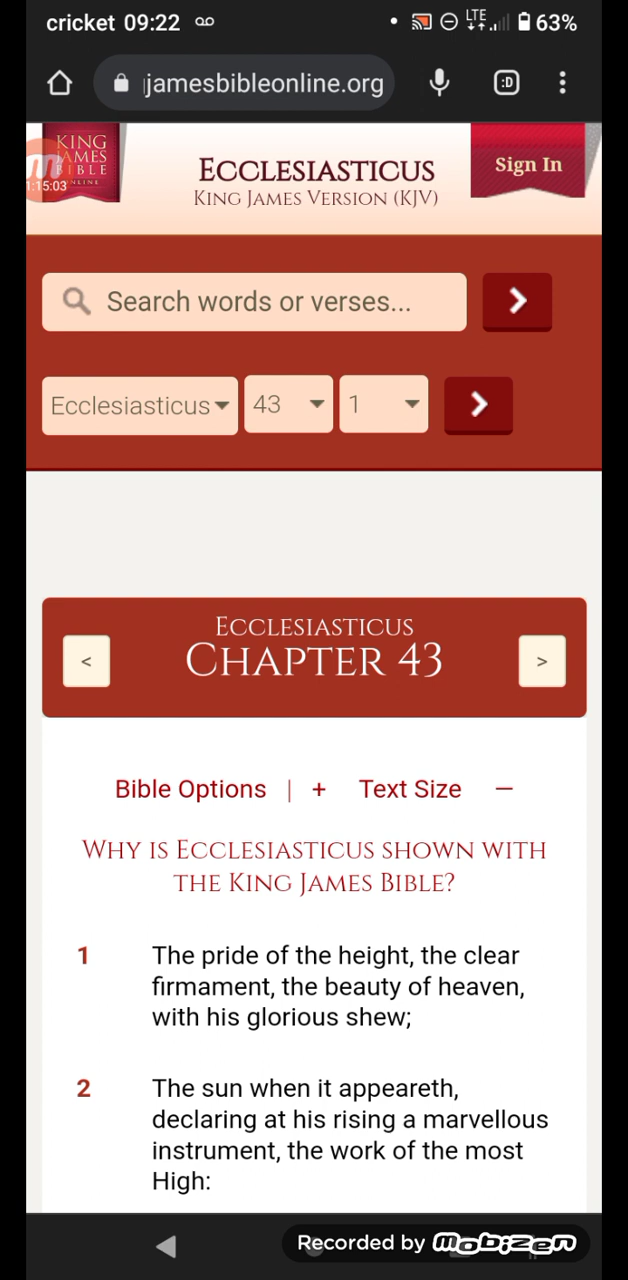 cricket 09:22 LTE 63%
jamesbibleonline.org :D
KING
JAMES
BIBLE
ONLINE
1:15:03
ECCLESIASTICUS
KING JAMES VERSION (KJV)
Sign In
Search words or verses...
Ecclesiasticus 43 1
ECCLESIASTICUS
< CHAPTER 43 >
Bible Options | + Text Size —
WHY IS ECCLESIASTICUS SHOWN WITH
THE KING JAMES BIBLE?
1 The pride of the height, the clear
firmament, the beauty of heaven,
with his glorious shew;
2 The sun when it appeareth,
declaring at his rising a marvellous
instrument, the work of the most
High:
Recorded by mobizen